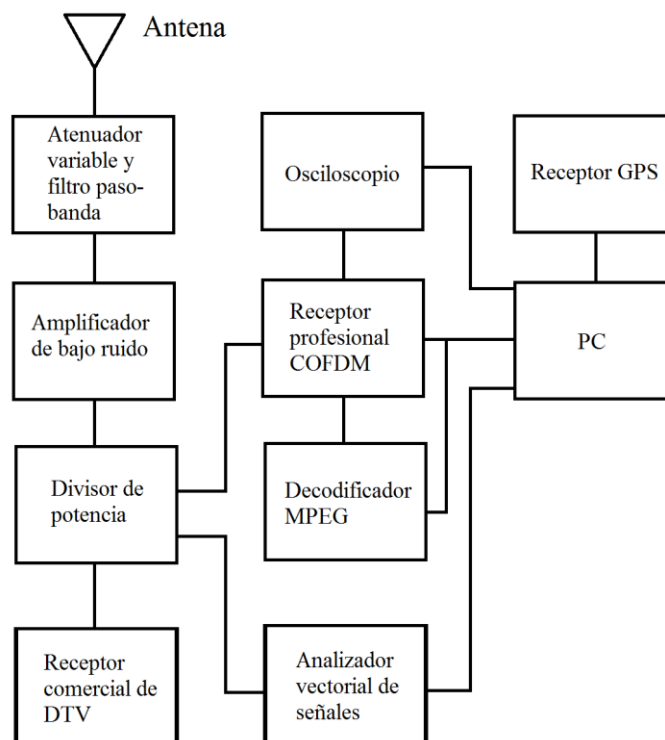 Antena
Atenuador
variable y
filtro paso-
banda
Osciloscopio
Receptor GPS
Amplificador
de bajo ruido
Receptor
profesional
COFDM
PC
Divisor de
potencia
Decodificador
MPEG
Receptor
comercial de
DTV
Analizador
vectorial de
señales